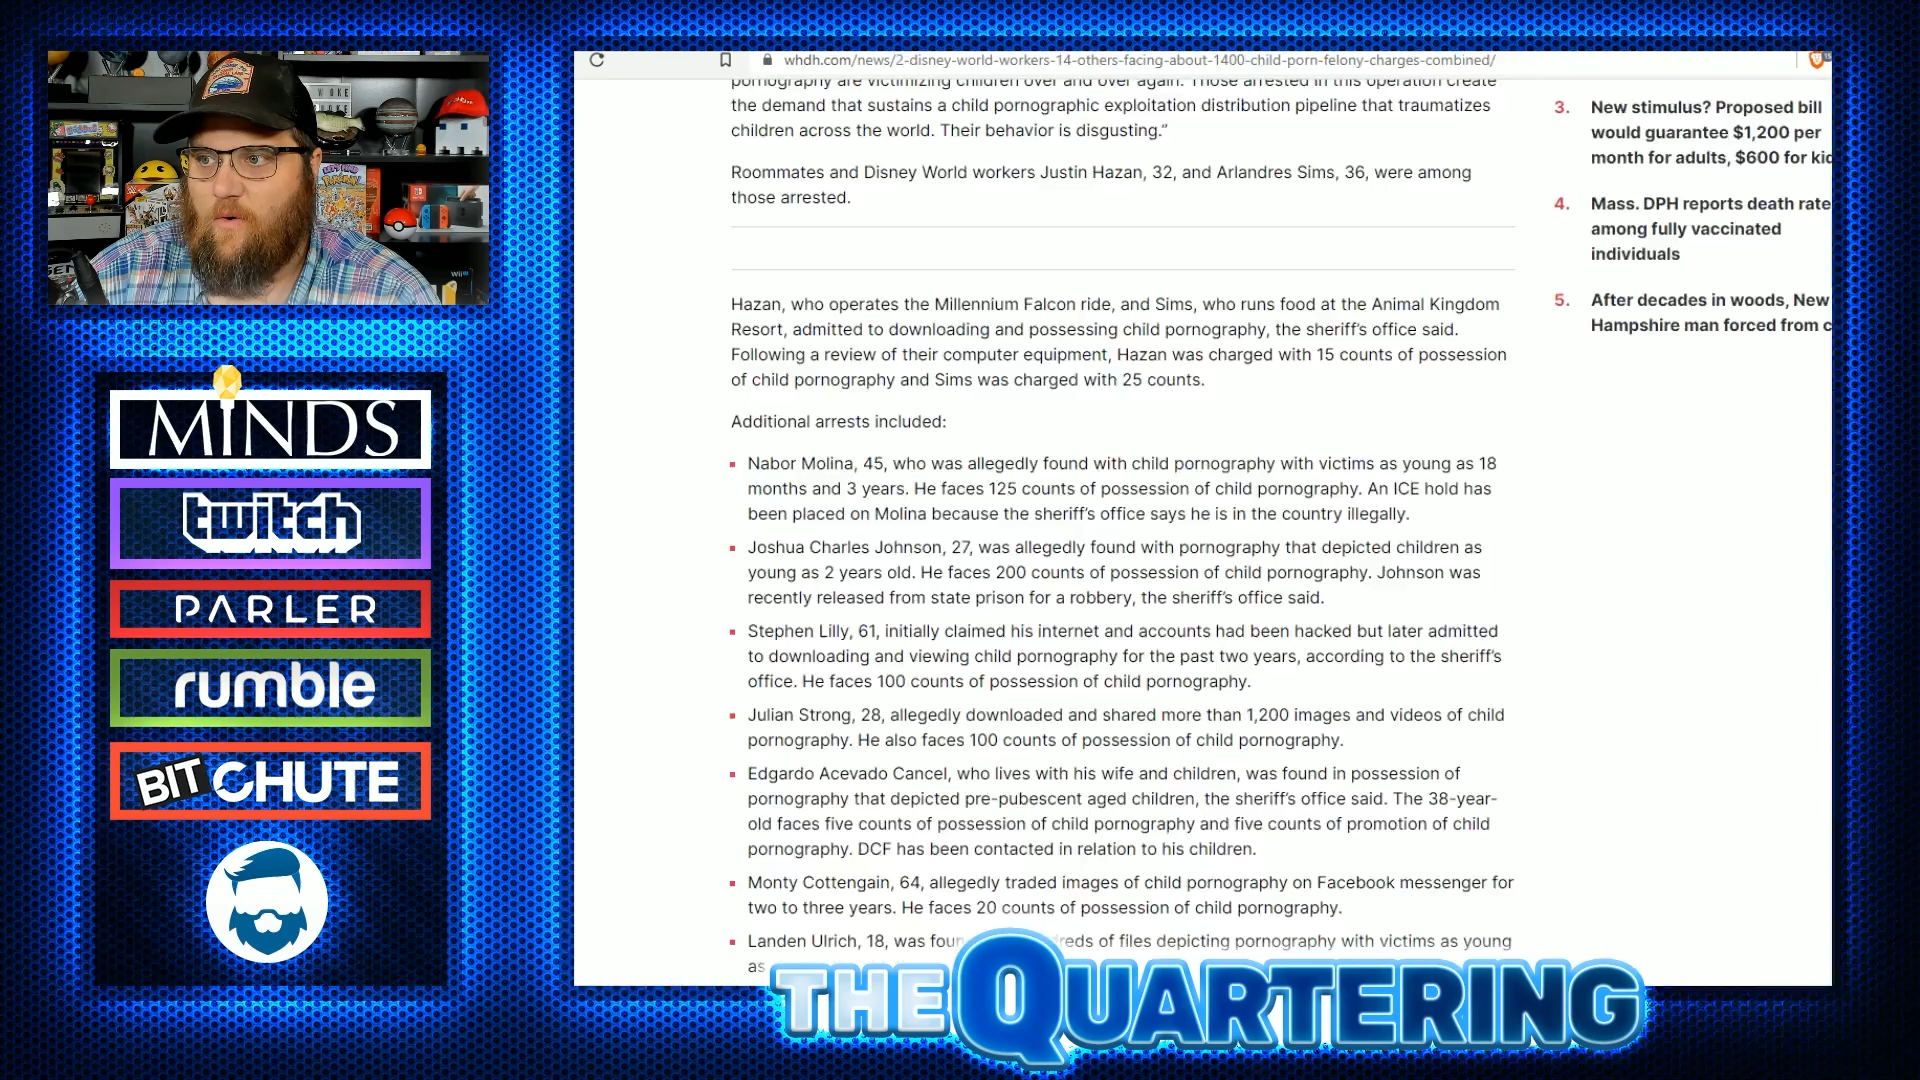 whdh.com/news/2-disney-world-workers-14-others-facing-about-1400-child-porn-felony-charges-combined/
pornography are victimizing children over and over again. Those arrested in this operation create
the demand that sustains a child pornographic exploitation distribution pipeline that traumatizes
children across the world. Their behavior is disgusting.”
Roommates and Disney World workers Justin Hazan, 32, and Arlandres Sims, 36, were among
those arrested.
Hazan, who operates the Millennium Falcon ride, and Sims, who runs food at the Animal Kingdom
Resort, admitted to downloading and possessing child pornography, the sheriff’s office said.
Following a review of their computer equipment, Hazan was charged with 15 counts of possession
of child pornography and Sims was charged with 25 counts.
Additional arrests included:
Nabor Molina, 45, who was allegedly found with child pornography with victims as young as 18
months and 3 years. He faces 125 counts of possession of child pornography. An ICE hold has
been placed on Molina because the sheriff’s office says he is in the country illegally.
Joshua Charles Johnson, 27, was allegedly found with pornography that depicted children as
young as 2 years old. He faces 200 counts of possession of child pornography. Johnson was
recently released from state prison for a robbery, the sheriff’s office said.
Stephen Lilly, 61, initially claimed his internet and accounts had been hacked but later admitted
to downloading and viewing child pornography for the past two years, according to the sheriff’s
office. He faces 100 counts of possession of child pornography.
Julian Strong, 28, allegedly downloaded and shared more than 1,200 images and videos of child
pornography. He also faces 100 counts of possession of child pornography.
Edgardo Acevado Cancel, who lives with his wife and children, was found in possession of
pornography that depicted pre-pubescent aged children, the sheriff’s office said. The 38-year-
old faces five counts of possession of child pornography and five counts of promotion of child
pornography. DCF has been contacted in relation to his children.
Monty Cottengain, 64, allegedly traded images of child pornography on Facebook messenger for
two to three years. He faces 20 counts of possession of child pornography.
Landen Ulrich, 18, was of files depicting pornography with victims as young
as
3. New stimulus? Proposed bill
would guarantee $1,200 per
month for adults, $600 for
4. Mass. DPH reports death rate
among fully vaccinated
individuals
5. After decades in woods, New
Hampshire man forced from
MINDS
twitch
PARLER
rumble
BITCHUTE
THE QUARTERING